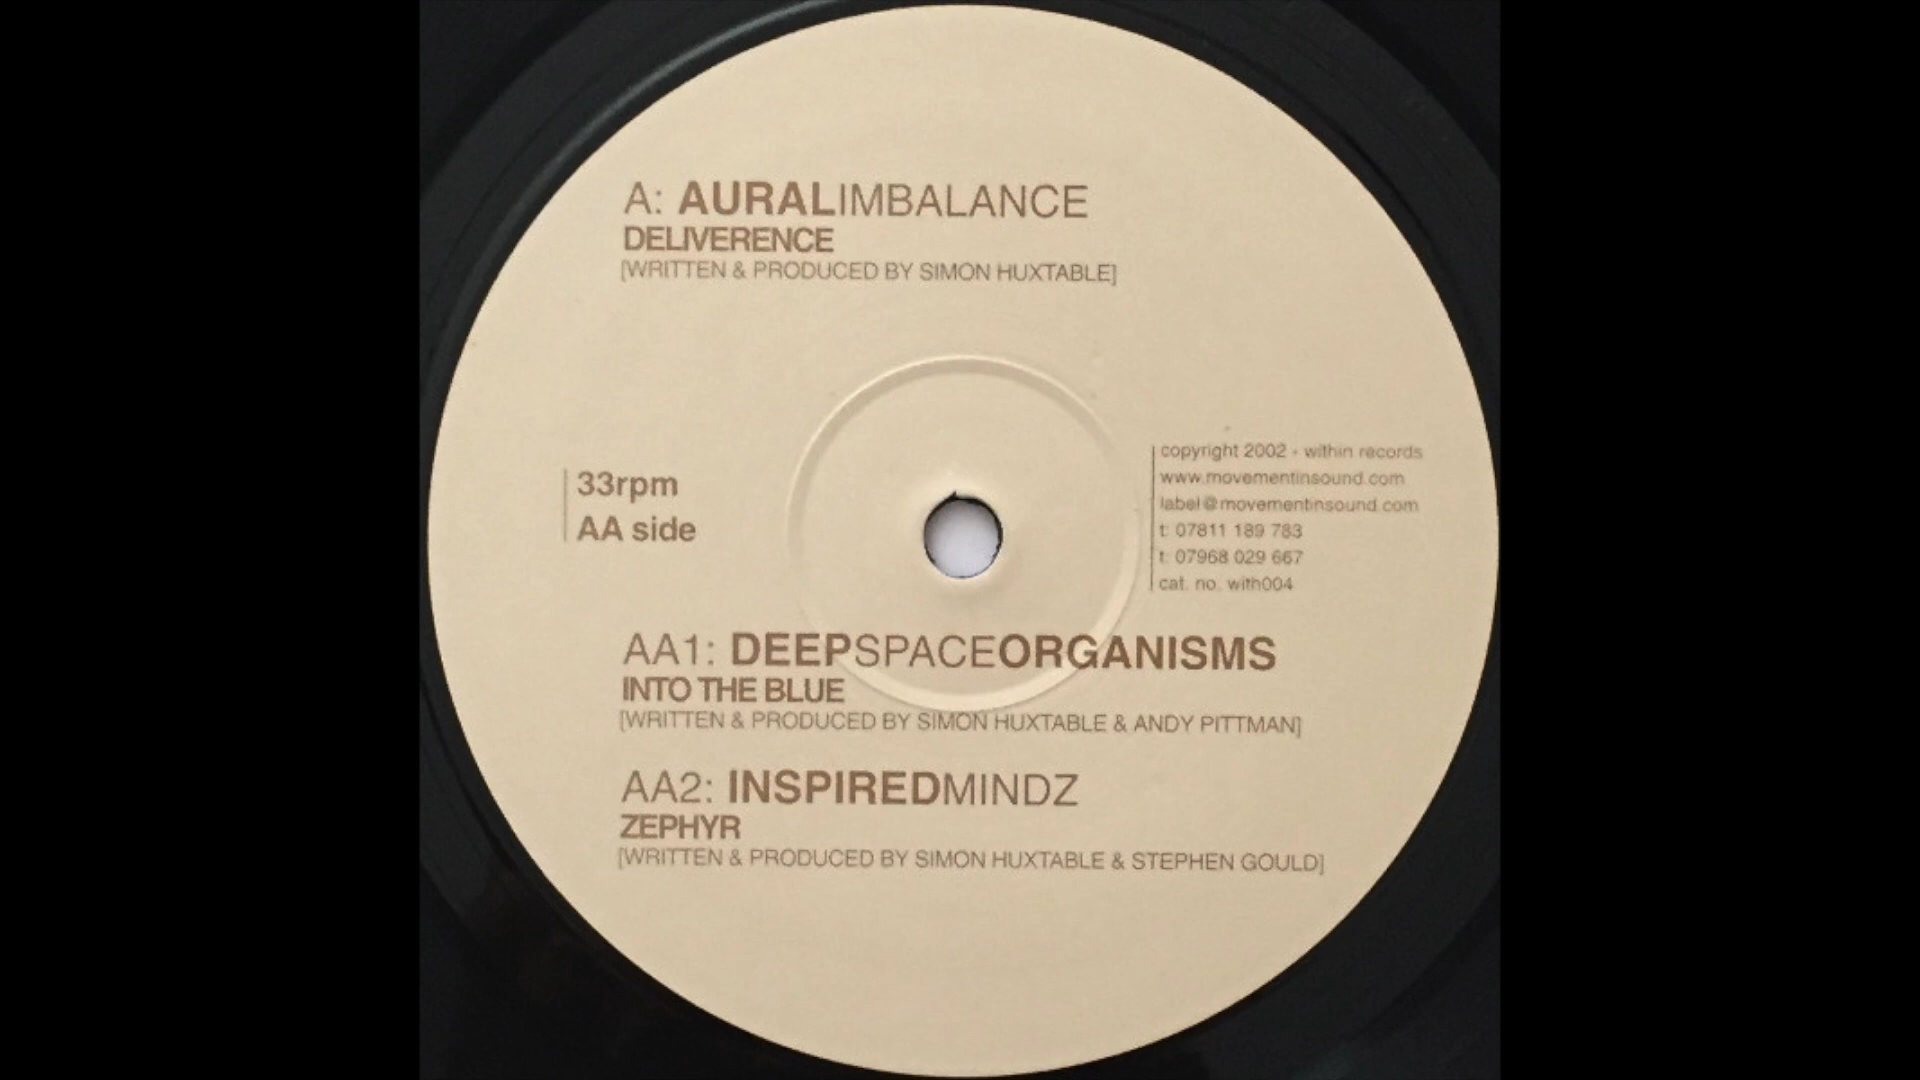 A: AURALIMBALANCE
DELIVERENCE
[WRITTEN & PRODUCED BY SIMON HUXTABLE]
33rpm
AA side
copyright 2002 - within records
www.movementinsound.com
label@movementinsound.com
t: 07811 189 783
t: 07968 029 667
cat. no. with004
AA1: DEEPSPACEORGANISMS
INTO THE BLUE
[WRITTEN & PRODUCED BY SIMON HUXTABLE & ANDY PITTMAN]
AA2: INSPIREDMINDZ
ZEPHYR
[WRITTEN & PRODUCED BY SIMON HUXTABLE & STEPHEN GOULD]